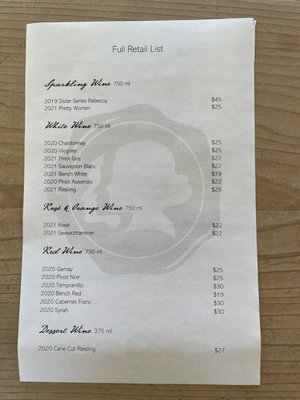 Full Retail List
Sparkling Wine 750 ml
2019 Sister Series Rebecca $45
2021 Pretty Women $25
White Wine 750 ml
2020 Chardonnay $25
2020 Viognier $25
2021 Pinot Gris $22
2021 Sauvignon Blanc $22
2021 Bench White $19
2020 Pinot Auxerrois $22
2021 Riesling $25
Rosé & Orange Wine 750 ml
2021 Rosé $22
2021 Gewurztraminer $22
Red Wine 750 ml
2020 Gamay $25
2020 Pinot Noir $25
2020 Tempranillo $30
2020 Bench Red $19
2020 Cabernet Franc $30
2020 Syrah $30
Dessert Wine 375 ml
2020 Cane Cut Riesling $27